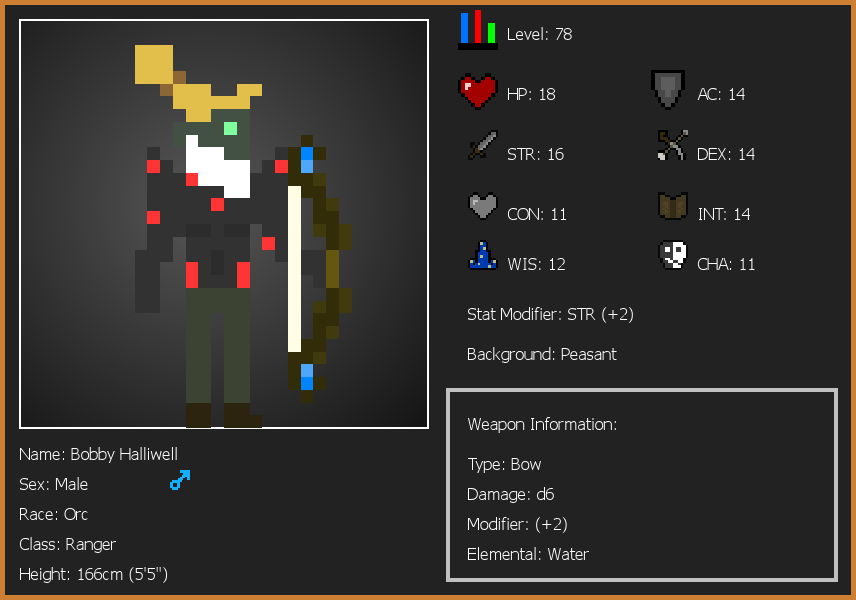 Level: 78
HP: 18
AC: 14
STR: 16
DEX: 14
CON: 11
INT: 14
WIS: 12
CHA: 11
Stat Modifier: STR (+2)
Background: Peasant
Weapon Information:
Type: Bow
Damage: d6
Modifier: (+2)
Elemental: Water
Name: Bobby Halliwell
Sex: Male
Race: Orc
Class: Ranger
Height: 166cm (5'5")